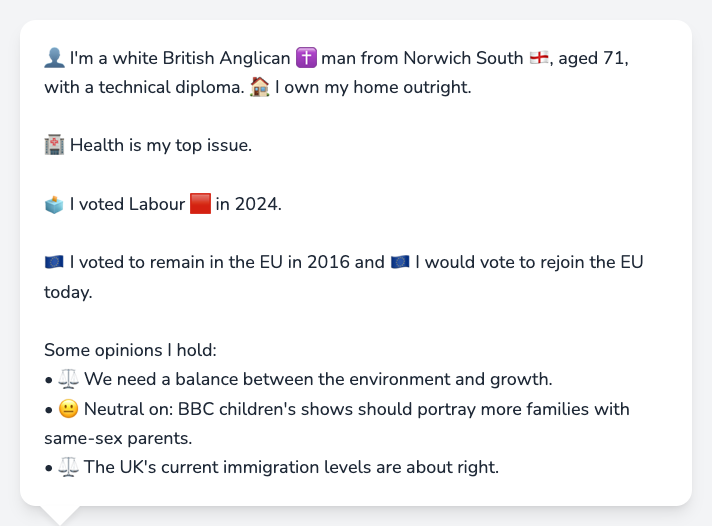 👤 I'm a white British Anglican ✝️ man from Norwich South 🏴󠁧󠁢󠁥󠁮󠁧󠁿, aged 71,
with a technical diploma. 🏠 I own my home outright.
🏥 Health is my top issue.
🗳️ I voted Labour 🟥 in 2024.
🇪🇺 I voted to remain in the EU in 2016 and 🇪🇺 I would vote to rejoin the EU
today.
Some opinions I hold:
• ⚖️ We need a balance between the environment and growth.
• 😐 Neutral on: BBC children's shows should portray more families with
same-sex parents.
• ⚖️ The UK's current immigration levels are about right.